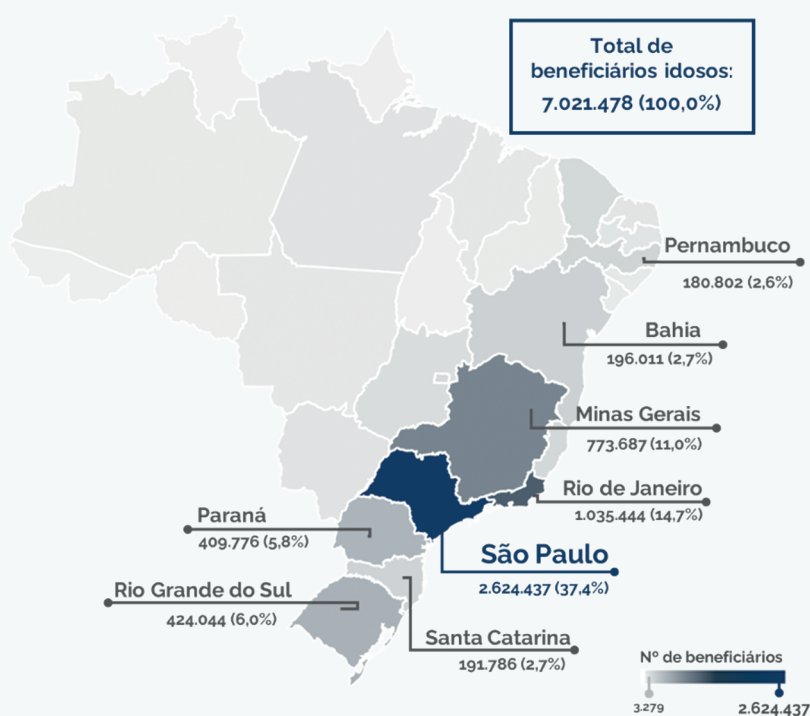 Total de
beneficiários idosos:
7.021.478 (100,0%)
Pernambuco
180.802 (2,6%)
Bahia
196.011 (2,7%)
Minas Gerais
773.687 (11,0%)
Rio de Janeiro
1.035.444 (14,7%)
Paraná
409.776 (5,8%)
São Paulo
2.624.437 (37,4%)
Rio Grande do Sul
424.044 (6,0%)
Santa Catarina
191.786 (2,7%)
Nº de beneficiários
3.279
2.624.437